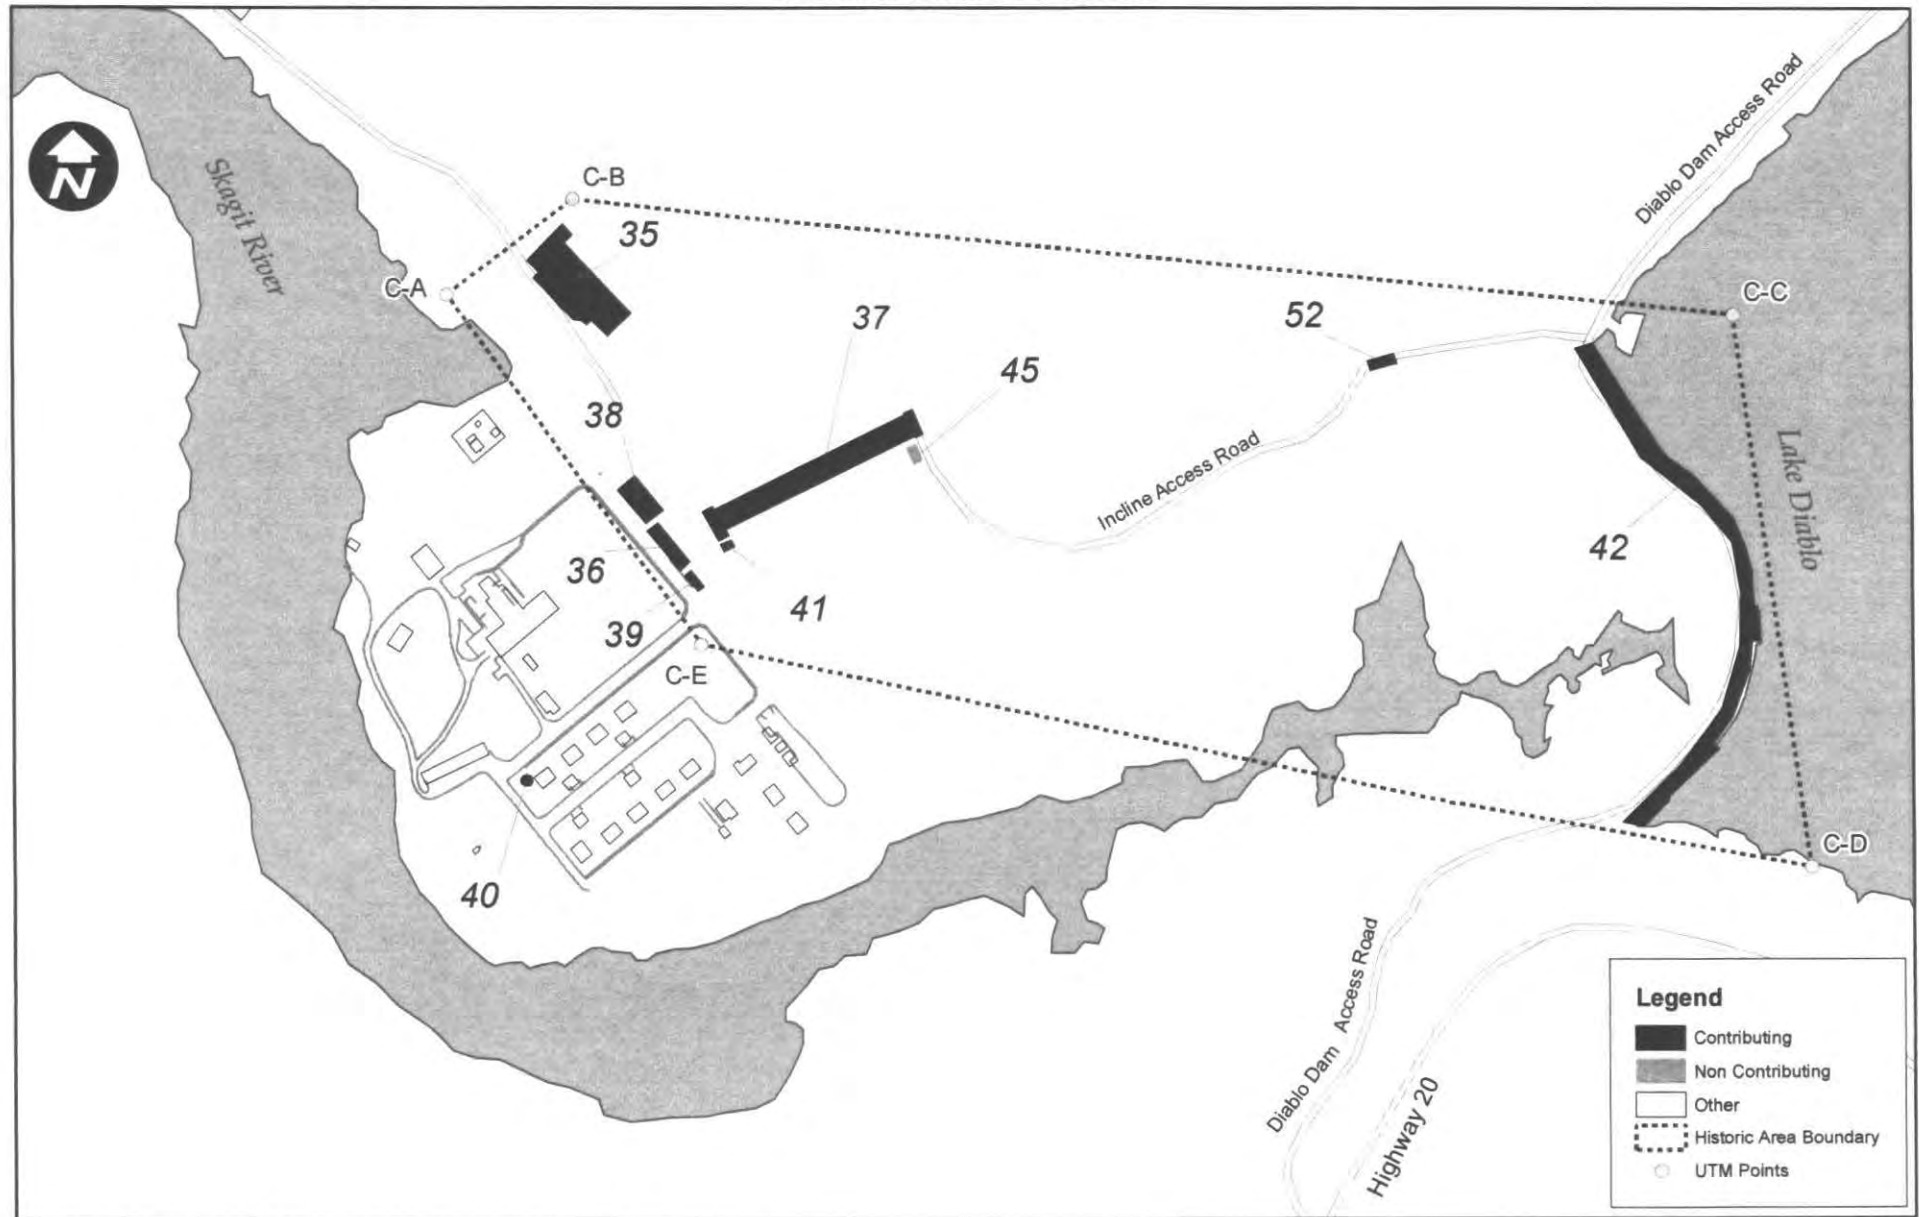 N
Skagit River
C-B
35
C-A
37
52
Diablo Dam Access Road
C-C
45
38
Incline Access Road
Lake Diablo
42
36
41
39
C-E
40
C-D
Diablo Dam Access Road
Highway 20
Legend
Contributing
Non Contributing
Other
Historic Area Boundary
UTM Points